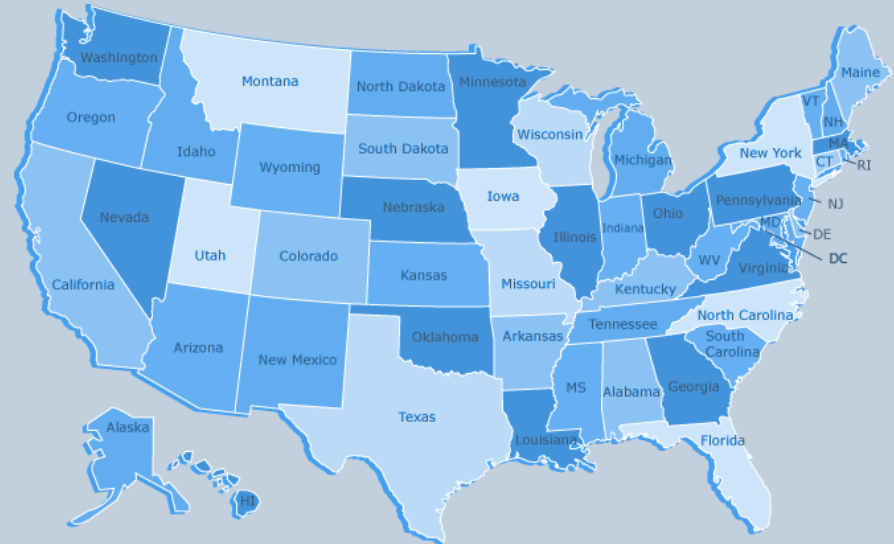 Washington
Montana
North Dakota
Minnesota
Maine
VT
NH
Oregon
Idaho
Wyoming
South Dakota
Wisconsin
Michigan
New York
MA
CT
RI
Nevada
Nebraska
Iowa
Illinois
Indiana
Ohio
Pennsylvania
NJ
MD
DE
DC
Utah
Colorado
California
Kansas
Missouri
Kentucky
WV
Virginia
Arizona
New Mexico
Oklahoma
Arkansas
Tennessee
North Carolina
South
Carolina
Texas
MS
Alabama
Georgia
Louisiana
Florida
Alaska
HI